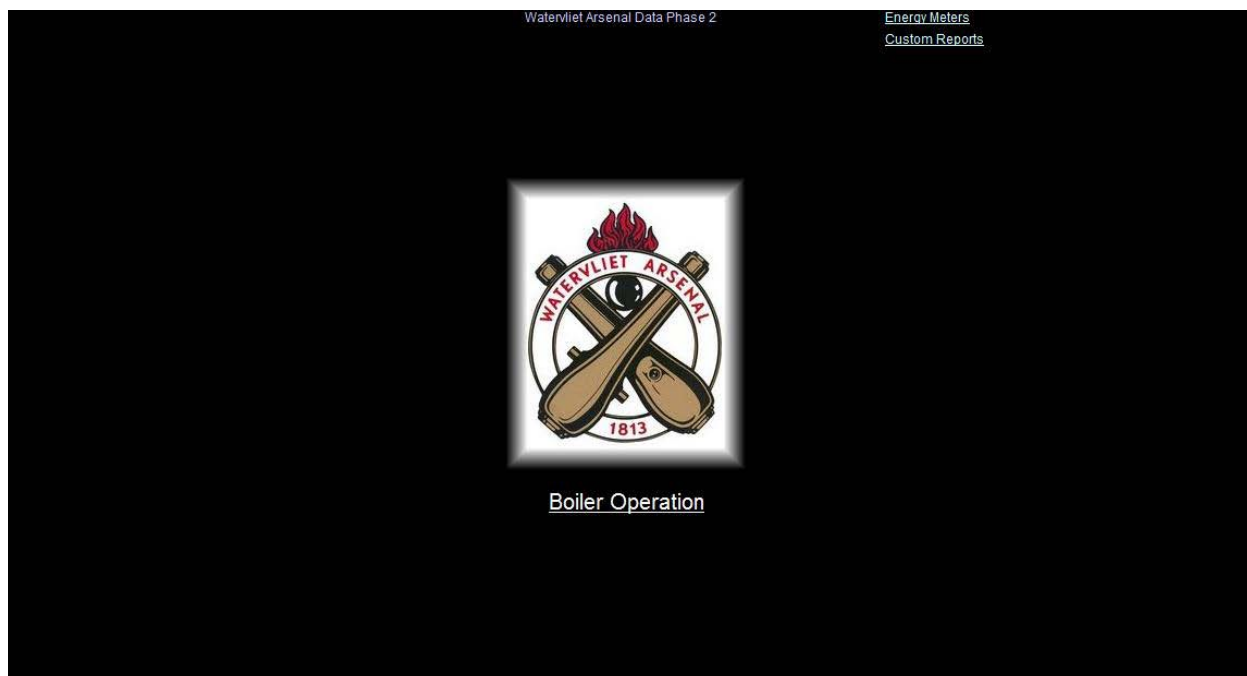 Watervliet Arsenal Data Phase 2
Energy Meters
Custom Reports
WATERVLIET ARSENAL
1813
Boiler Operation